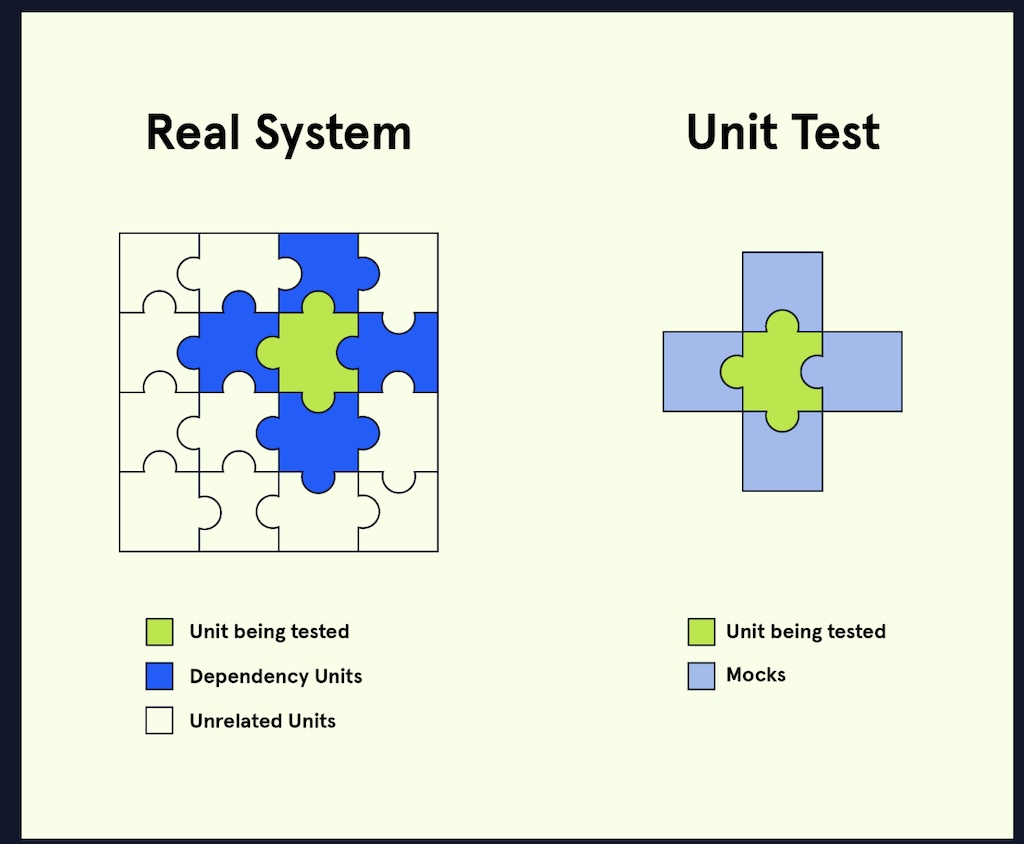 Real System
Unit being tested
Dependency Units
Unrelated Units
Unit Test
Unit being tested
Mocks